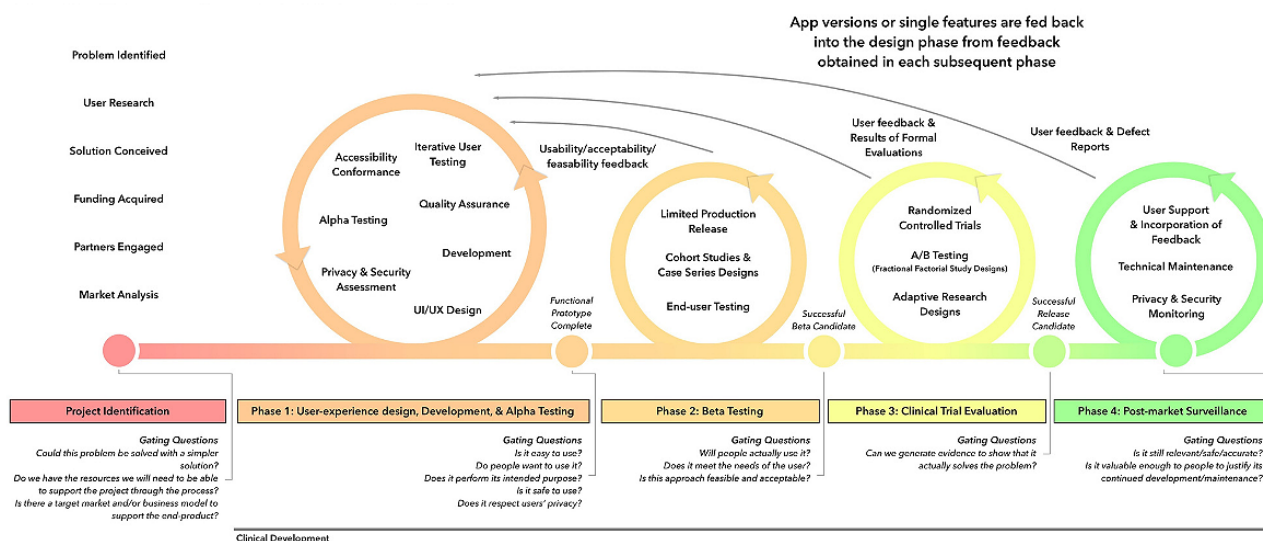 App versions or single features are fed back
into the design phase from feedback
obtained in each subsequent phase
Problem Identified
User Research
Solution Conceived
Funding Acquired
Partners Engaged
Market Analysis
Accessibility
Conformance
Iterative User
Testing
Alpha Testing
Quality Assurance
Development
Privacy & Security
Assessment
UI/UX Design
Usability/acceptability/
feasability feedback
Functional
Prototype
Complete
Limited Production
Release
Cohort Studies &
Case Series Designs
End-user Testing
Successful
Beta Candidate
User feedback &
Results of Formal
Evaluations
Randomized
Controlled Trials
A/B Testing
(Fractional Factorial Study Designs)
Adaptive Research
Designs
Successful
Release
Candidate
User feedback & Defect
Reports
User Support
& Incorporation of
Feedback
Technical Maintenance
Privacy & Security
Monitoring
Project Identification
Gating Questions
Could this problem be solved with a simpler
solution?
Do we have the resources we will need to be able
to support the project through the process?
Is there a target market and/or business model to
support the end-product?
Phase 1: User-experience design, Development, & Alpha Testing
Gating Questions
Is it easy to use?
Do people want to use it?
Does it perform its intended purpose?
Is it safe to use?
Does it respect users' privacy?
Phase 2: Beta Testing
Gating Questions
Will people actually use it?
Does it meet the needs of the user?
Is this approach feasible and acceptable?
Phase 3: Clinical Trial Evaluation
Gating Questions
Can we generate evidence to show that it
actually solves the problem?
Phase 4: Post-market Surveillance
Gating Questions
Is it still relevant/safe/accurate?
Is it valuable enough to people to justify its
continued development/maintenance?
Clinical Development